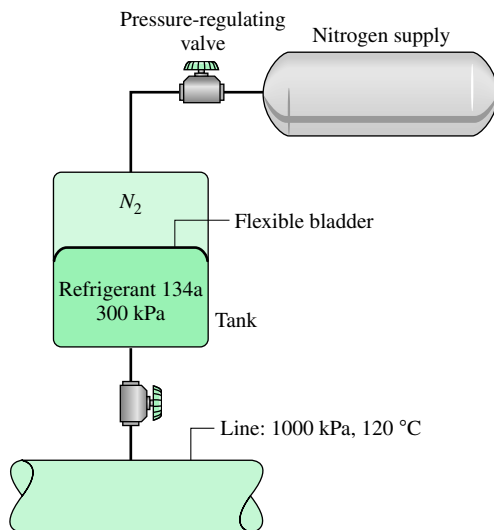 Pressure-regulating
valve
Nitrogen supply
N₂
Flexible bladder
Refrigerant 134a
300 kPa
Tank
Line: 1000 kPa, 120 °C